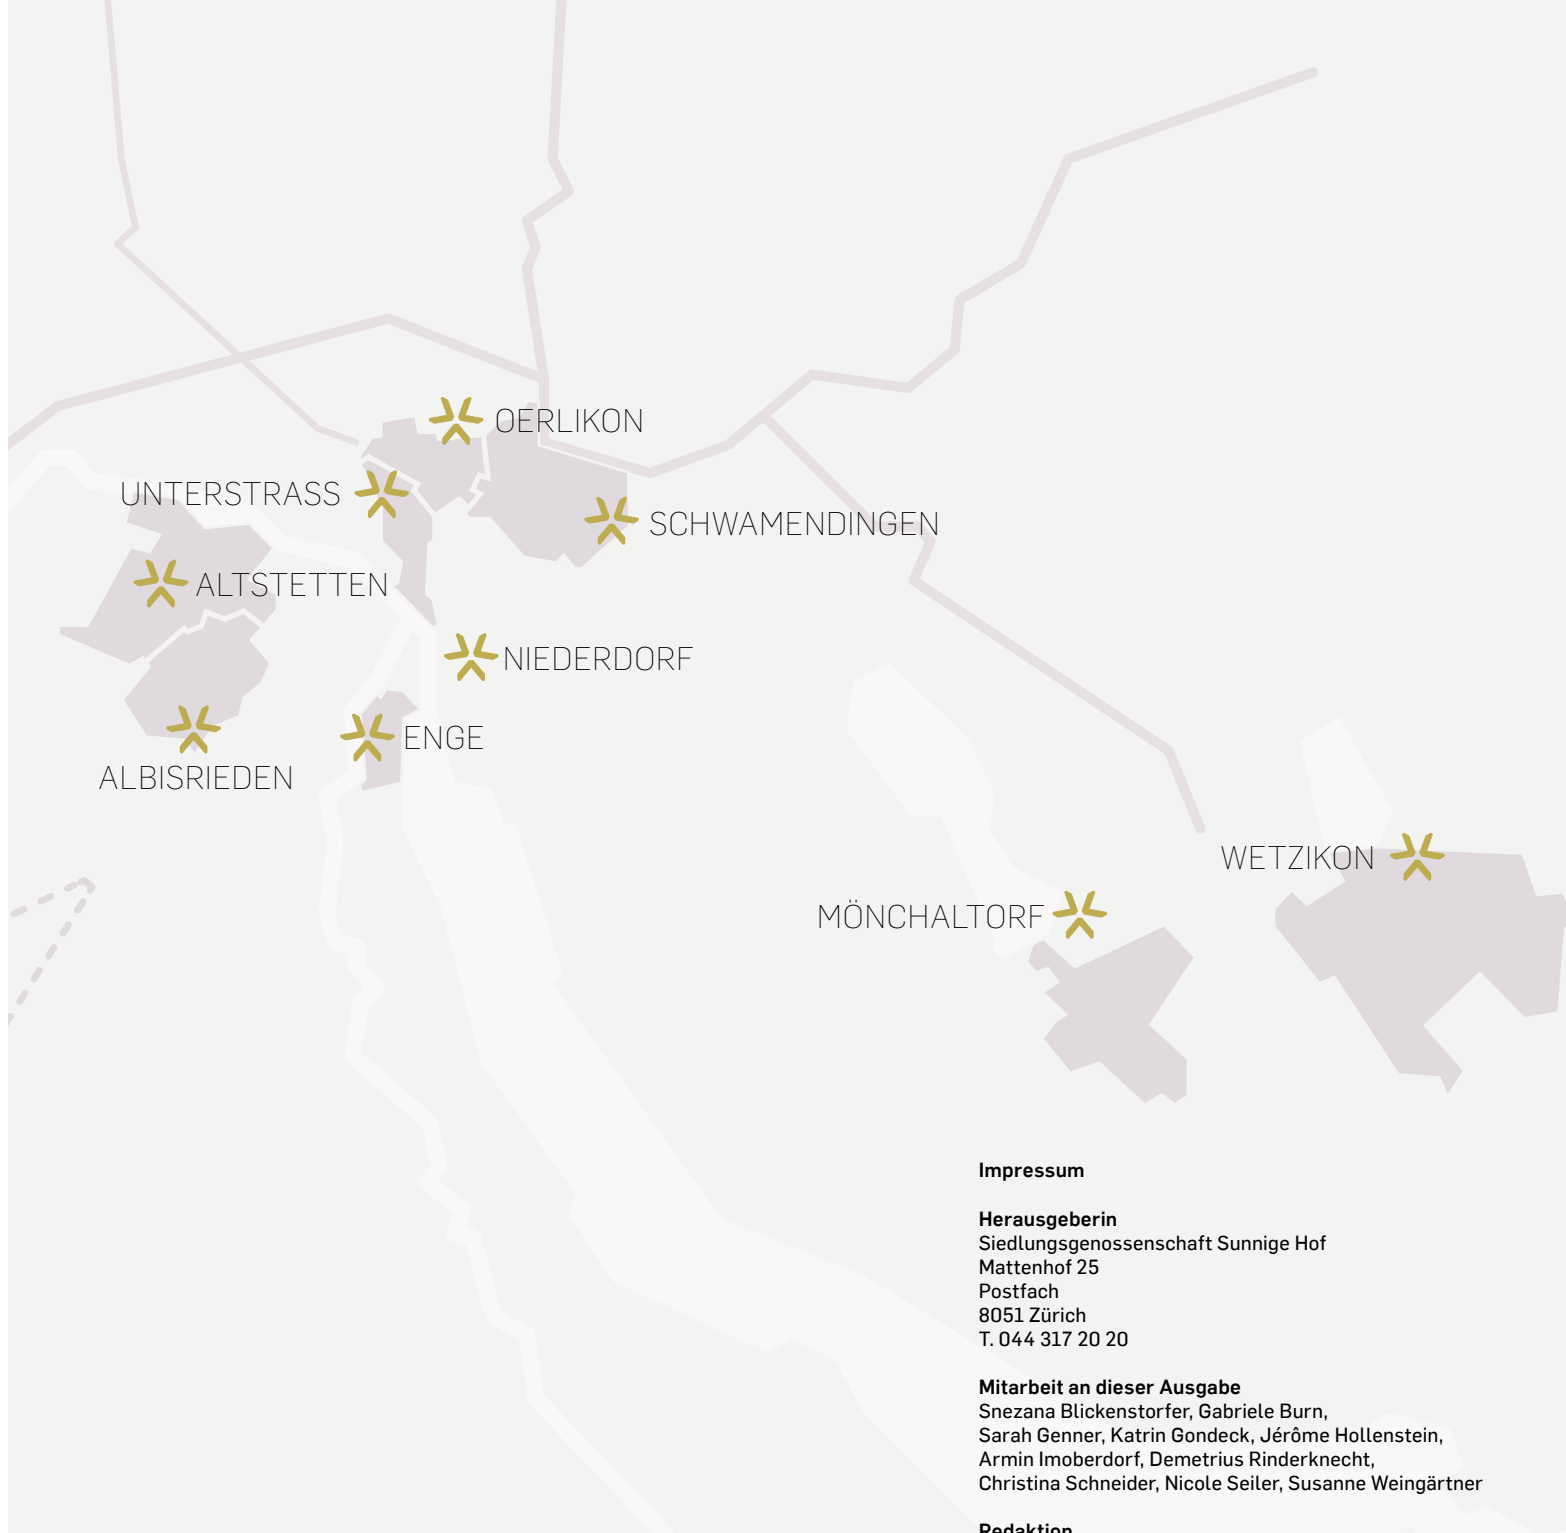 OERLIKON
UNTERSTRASS
SCHWAMENDINGEN
ALTSTETTEN
NIEDERDORF
ENGE
ALBISRIEDEN
WETZIKON
MÖNCHALTORF
Impressum
Herausgeberin
Siedlungsgenossenschaft Sunnige Hof
Mattenhof 25
Postfach
8051 Zürich
T. 044 317 20 20
Mitarbeit an dieser Ausgabe
Snezana Blickenstorfer, Gabriele Burn,
Sarah Genner, Katrin Gondeck, Jérôme Hollenstein,
Armin Imoberdorf, Demetrius Rinderknecht,
Christina Schneider, Nicole Seiler, Susanne Weingärtner
Redaktion